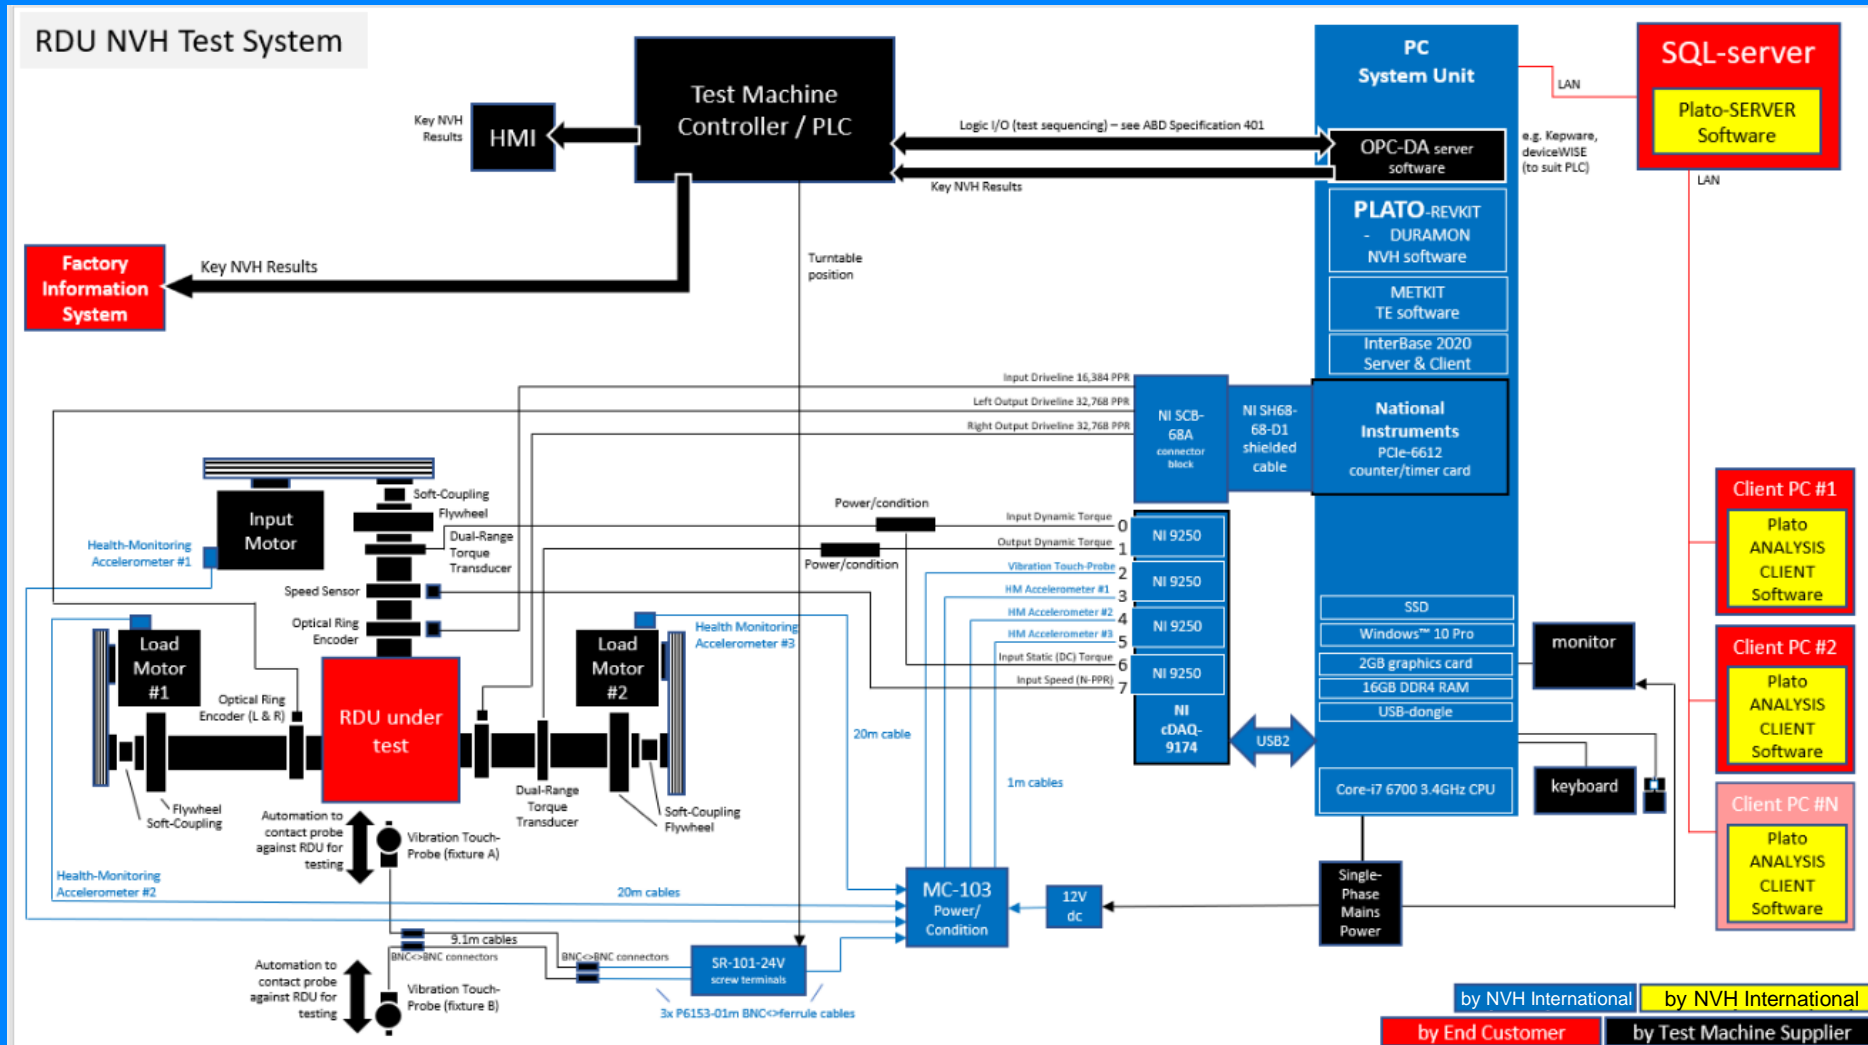 RDU NVH Test System
Key NVH
Results
HMI
Test Machine
Controller / PLC
Logic I/O (test sequencing) – see ABD Specification 401
Key NVH Results
PC
System Unit
OPC-DA server
software
e.g. Kepware,
deviceWISE
(to suit PLC)
LAN
SQL-server
Plato-SERVER
Software
LAN
PLATO-REVKIT
- DURAMON
NVH software
METKIT
TE software
InterBase 2020
Server & Client
Factory
Information
System
Key NVH Results
Turntable
position
Input Driveline 16,384 PPR
Left Output Driveline 32,768 PPR
Right Output Driveline 32,768 PPR
NI SCB-
68A
connector
block
NI SH68-
68-D1
shielded
cable
National
Instruments
PCIe-6612
counter/timer card
Input
Motor
Soft-Coupling
Flywheel
Dual-Range
Torque
Transducer
Health-Monitoring
Accelerometer #1
Speed Sensor
Optical Ring
Encoder
Power/condition
Power/condition
Input Dynamic Torque 0
Output Dynamic Torque 1
Vibration Touch-Probe 2
HM Accelerometer #1 3
HM Accelerometer #2 4
HM Accelerometer #3 5
Input Static (DC) Torque 6
Input Speed (N-PPR) 7
NI 9250
NI 9250
NI 9250
NI 9250
NI
cDAQ-
9174
USB2
SSD
Windows™ 10 Pro
2GB graphics card
16GB DDR4 RAM
USB-dongle
Core-i7 6700 3.4GHz CPU
monitor
keyboard
Client PC #1
Plato
ANALYSIS
CLIENT
Software
Client PC #2
Plato
ANALYSIS
CLIENT
Software
Client PC #N
Plato
ANALYSIS
CLIENT
Software
Load
Motor
#1
Optical Ring
Encoder (L & R)
RDU under
test
Load
Motor
#2
Health Monitoring
Accelerometer #3
Flywheel
Soft-Coupling
Dual-Range
Torque
Transducer
Soft-Coupling
Flywheel
20m cable
1m cables
Automation to
contact probe
against RDU for
testing
Vibration Touch-
Probe (fixture A)
Health-Monitoring
Accelerometer #2
20m cables
MC-103
Power/
Condition
12V
dc
Single-
Phase
Mains
Power
9.1m cables
BNC<>BNC connectors
BNC<>BNC connectors
SR-101-24V
screw terminals
Automation to
contact probe
against RDU for
testing
Vibration Touch-
Probe (fixture B)
3x P6153-01m BNC<>ferrule cables
by NVH International
by NVH International
by End Customer
by Test Machine Supplier